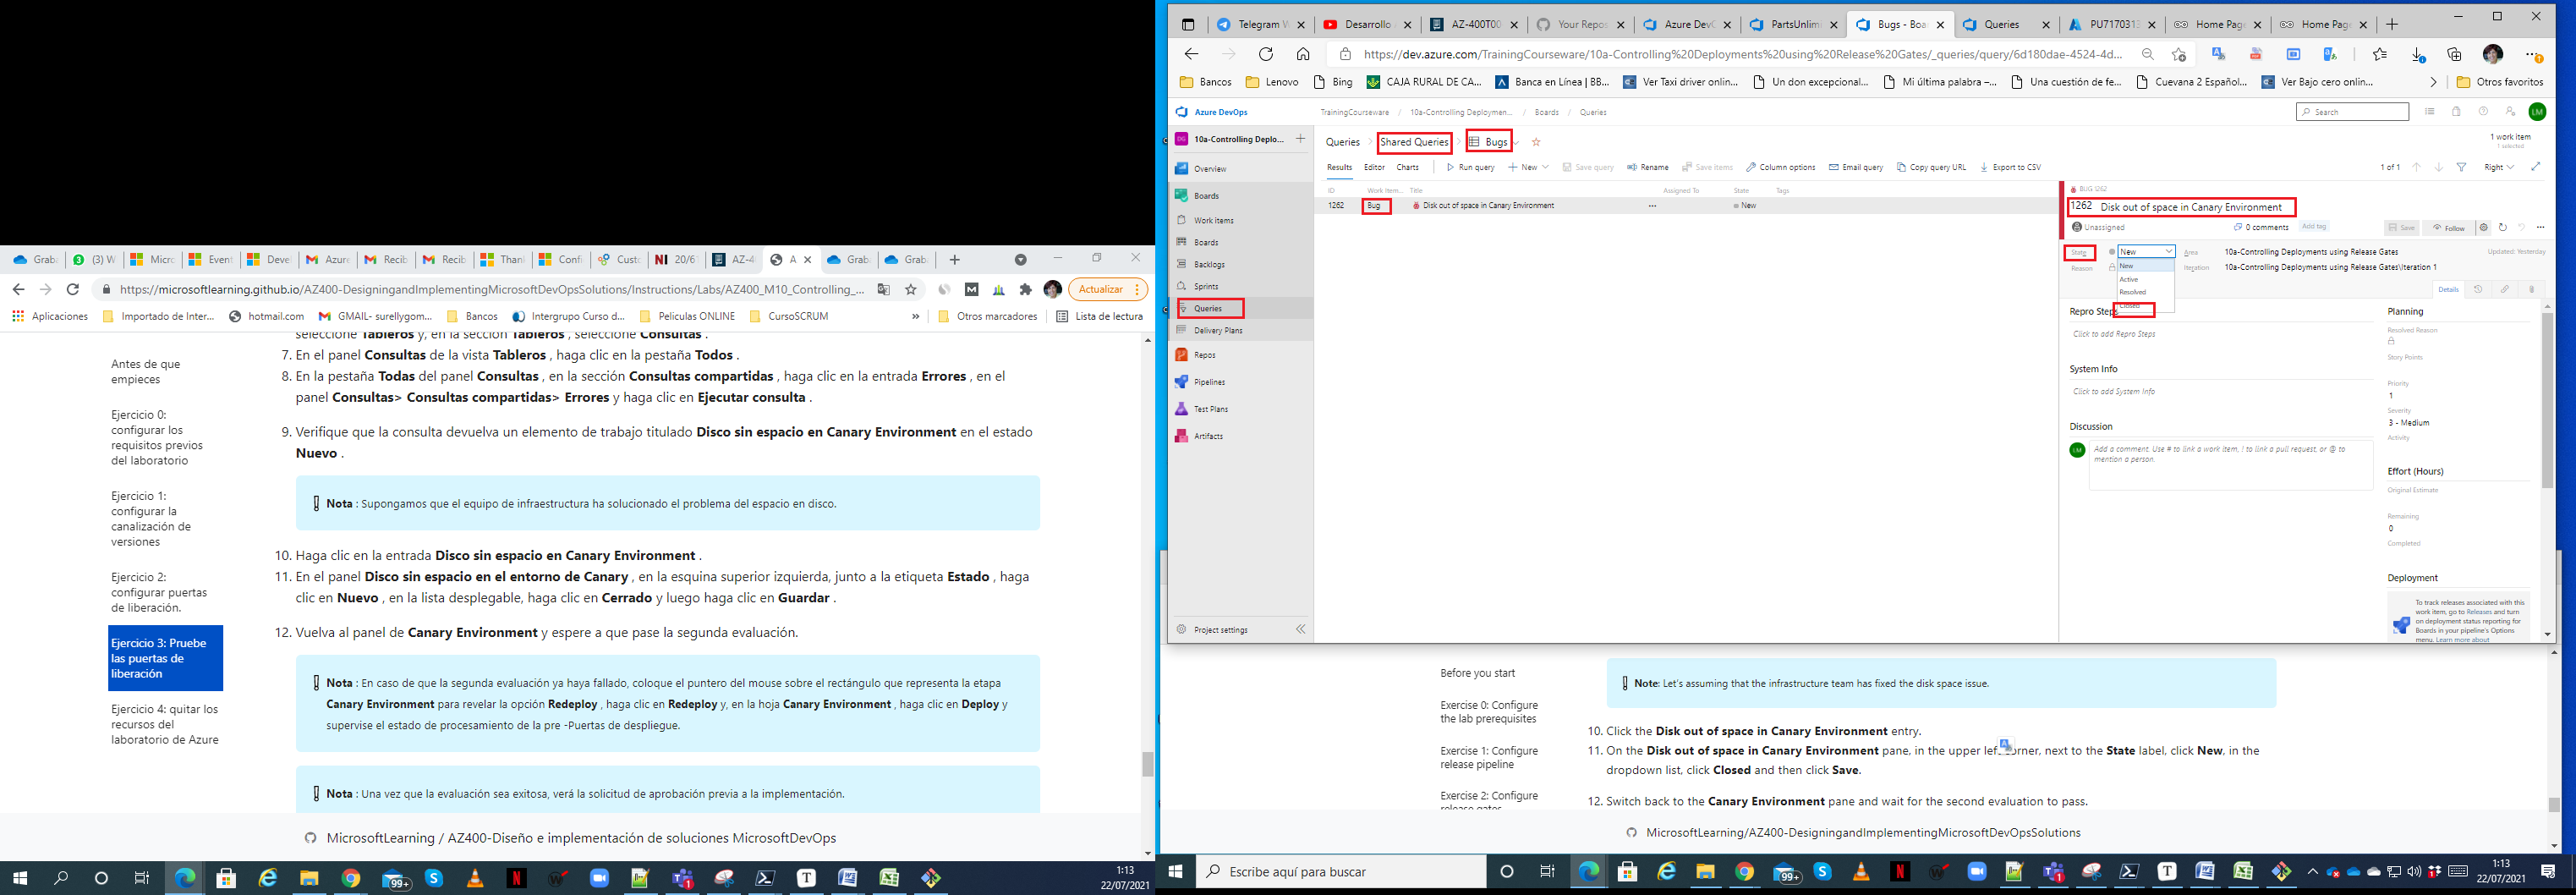 Grab
(3) W
Micro
Event
Devel
Azure
Recib
Recib
Than
Confi
Custo
20/6
AZ-4
A
Grab
Grab
https://microsoftlearning.github.io/AZ400-DesigningandImplementingMicrosoftDevOpsSolutions/Instructions/Labs/AZ400_M10_Controlling_...
Actualizar
Aplicaciones
Importado de Inter...
hotmail.com
GMAIL- surellygom...
Bancos
Intergrupo Curso d...
Peliculas ONLINE
CursoSCRUM
»
Otros marcadores
Lista de lectura
Antes de que
empieces
Ejercicio 0:
configurar los
requisitos previos
del laboratorio
Ejercicio 1:
configurar la
canalización de
versiones
Ejercicio 2:
configurar puertas
de liberación.
Ejercicio 3: Pruebe
las puertas de
liberación
Ejercicio 4: quitar los
recursos del
laboratorio de Azure
seleccione Tableros y, en la sección Tableros , seleccione Consultas .
7. En el panel Consultas de la vista Tableros , haga clic en la pestaña Todos .
8. En la pestaña Todas del panel Consultas , en la sección Consultas compartidas , haga clic en la entrada Errores , en el
panel Consultas> Consultas compartidas> Errores y haga clic en Ejecutar consulta .
9. Verifique que la consulta devuelva un elemento de trabajo titulado Disco sin espacio en Canary Environment en el estado
Nuevo .
Nota : Supongamos que el equipo de infraestructura ha solucionado el problema del espacio en disco.
10. Haga clic en la entrada Disco sin espacio en Canary Environment .
11. En el panel Disco sin espacio en el entorno de Canary , en la esquina superior izquierda, junto a la etiqueta Estado , haga
clic en Nuevo , en la lista desplegable, haga clic en Cerrado y luego haga clic en Guardar .
12. Vuelva al panel de Canary Environment y espere a que pase la segunda evaluación.
Nota : En caso de que la segunda evaluación ya haya fallado, coloque el puntero del mouse sobre el rectángulo que representa la etapa
Canary Environment para revelar la opción Redeploy , haga clic en Redeploy y, en la hoja Canary Environment , haga clic en Deploy y
supervise el estado de procesamiento de la pre -Puertas de despliegue.
Nota : Una vez que la evaluación sea exitosa, verá la solicitud de aprobación previa a la implementación.
MicrosoftLearning / AZ400-Diseño e implementación de soluciones MicrosoftDevOps
99+
1:13
22/07/2021
Telegram W
Desarrollo
AZ-400T00
Your Repos
Azure DevO
PartsUnlimi
Bugs - Boa
Queries
PU7170313
Home Page
Home Page
https://dev.azure.com/TrainingCourseware/10a-Controlling%20Deployments%20using%20Release%20Gates/_queries/query/6d180dae-4524-4d...
Bancos
Lenovo
Bing
CAJA RURAL DE CA...
Banca en Línea | BB...
Ver Taxi driver onlin...
Un don excepcional...
Mi última palabra –...
Una cuestión de fe...
Cuevana 2 Español...
Ver Bajo cero onlin...
Otros favoritos
Azure DevOps
TrainingCourseware / 10a-Controlling Deploymen... / Boards / Queries
Search
LM
DG
10a-Controlling Deplo...
Overview
Boards
Work items
Boards
Backlogs
Sprints
Queries
Delivery Plans
Repos
Pipelines
Test Plans
Artifacts
Project settings
Queries
Shared Queries
Bugs
1 work item
1 selected
Results
Editor
Charts
Run query
New
Save query
Rename
Save items
Column options
Email query
Copy query URL
Export to CSV
1 of 1
Right
ID
Work Item...
Title
Assigned To
State
Tags
1262
Bug
Disk out of space in Canary Environment
New
BUG 1262
1262 Disk out of space in Canary Environment
Unassigned
0 comments
Add tag
Save
Follow
State
New
Area
10a-Controlling Deployments using Release Gates
Updated: Yesterday
Reason
Iteration
10a-Controlling Deployments using Release Gates\Iteration 1
New
Active
Resolved
Closed
Details
Repro Steps
Click to add Repro Steps
System Info
Click to add System Info
Discussion
LM
Add a comment. Use # to link a work item, ! to link a pull request, or @ to
mention a person.
Planning
Resolved Reason
Story Points
Priority
1
Severity
3 - Medium
Activity
Effort (Hours)
Original Estimate
Remaining
0
Completed
Deployment
To track releases associated with this
work item, go to Releases and turn
on deployment status reporting for
Boards in your pipeline's Options
menu. Learn more about
Before you start
Exercise 0: Configure
the lab prerequisites
Exercise 1: Configure
release pipeline
Exercise 2: Configure
release gates
Note: Let's assuming that the infrastructure team has fixed the disk space issue.
10. Click the Disk out of space in Canary Environment entry.
11. On the Disk out of space in Canary Environment pane, in the upper left corner, next to the State label, click New, in the
dropdown list, click Closed and then click Save.
12. Switch back to the Canary Environment pane and wait for the second evaluation to pass.
MicrosoftLearning/AZ400-DesigningandImplementingMicrosoftDevOpsSolutions
Escribe aquí para buscar
99+
1:13
22/07/2021